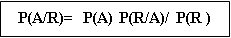 P(A/R)= P(A) P(R/A)/ P(R )